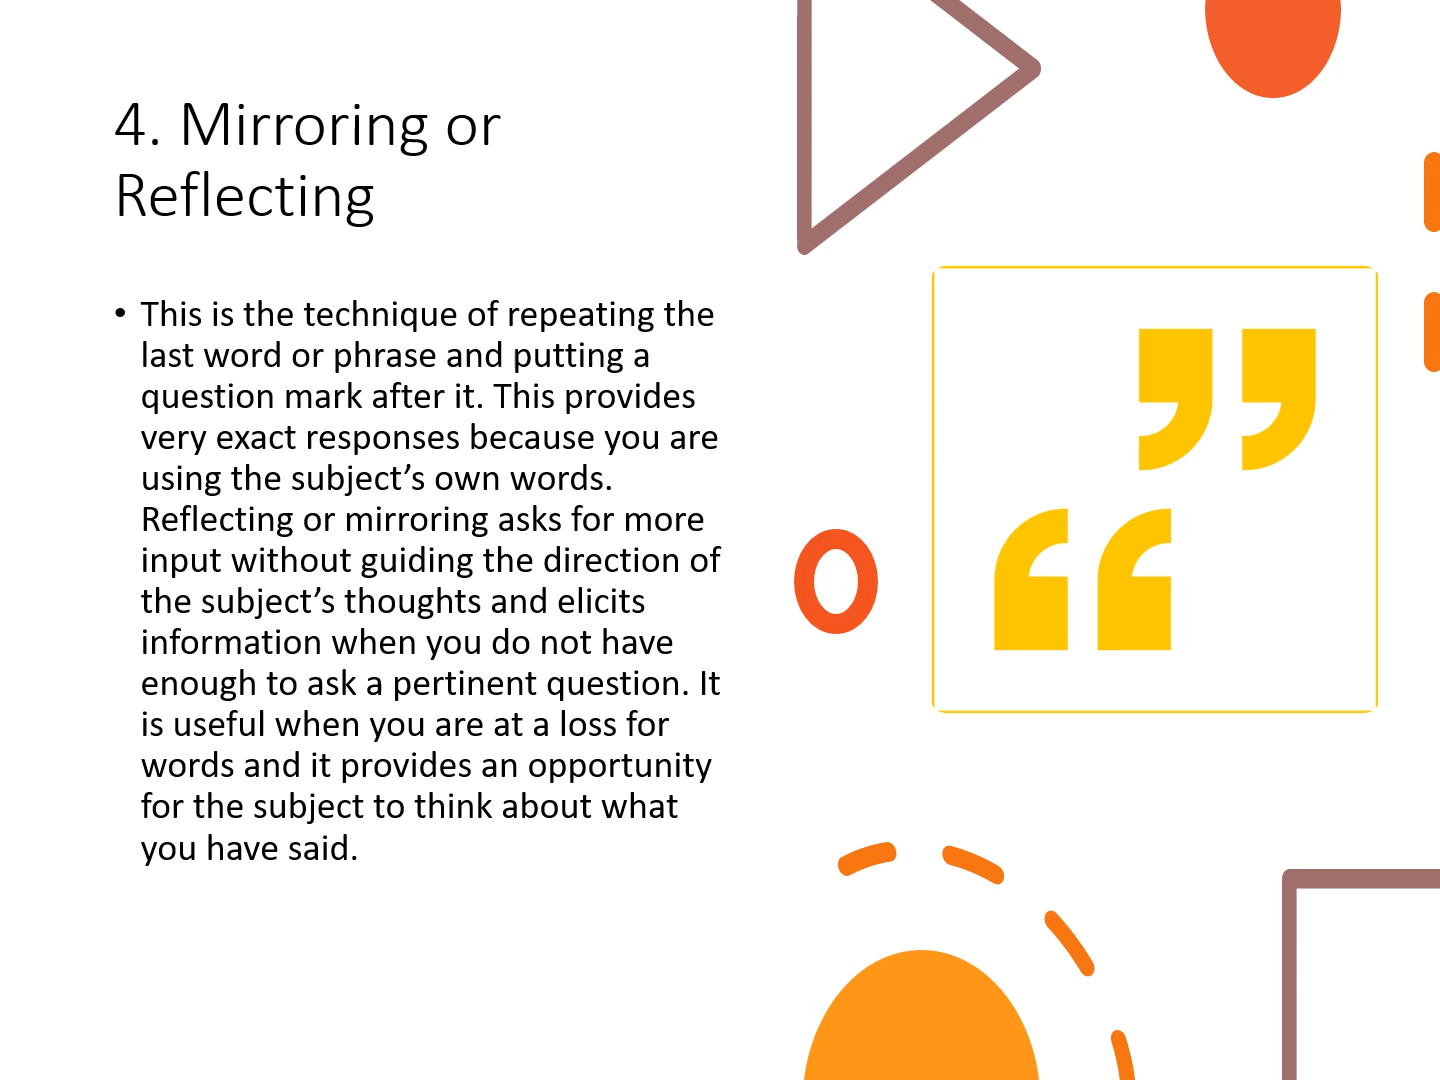 4. Mirroring or
Reflecting
• This is the technique of repeating the
last word or phrase and putting a
question mark after it. This provides
very exact responses because you are
using the subject’s own words.
Reflecting or mirroring asks for more
input without guiding the direction of
the subject’s thoughts and elicits
information when you do not have
enough to ask a pertinent question. It
is useful when you are at a loss for
words and it provides an opportunity
for the subject to think about what
you have said.